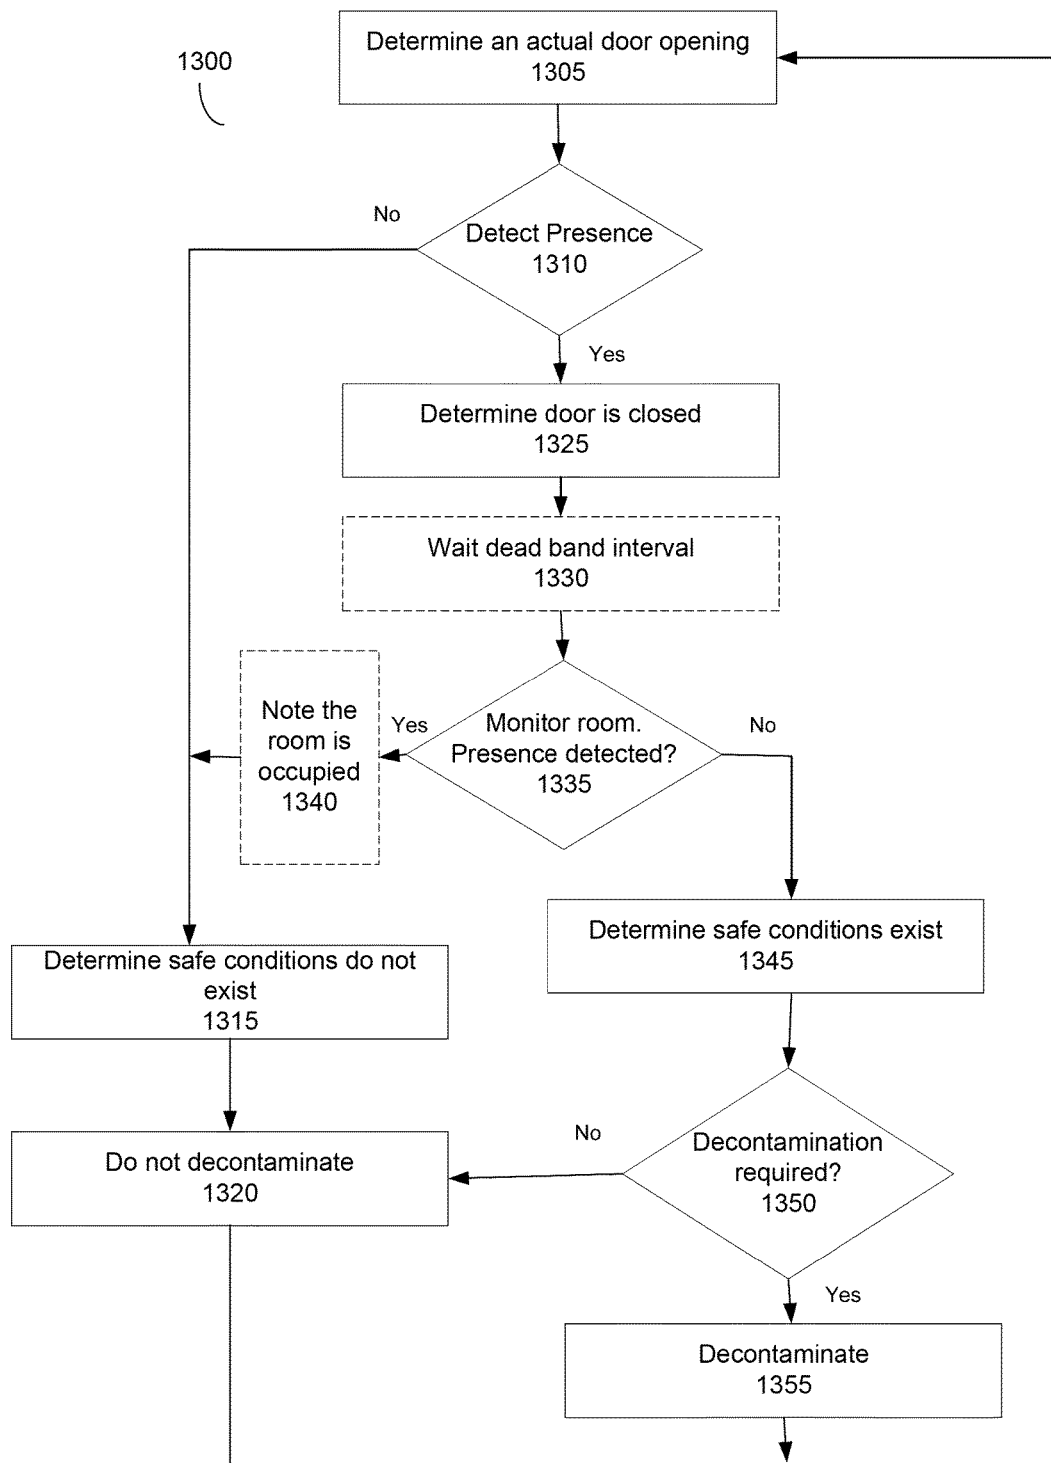 Determine an actual door opening
1305
1300
No
Detect Presence
1310
Yes
Determine door is closed
1325
Wait dead band interval
1330
Note the
room is
occupied
1340
Yes
Monitor room.
Presence detected?
1335
No
Determine safe conditions do not
exist
1315
Determine safe conditions exist
1345
Do not decontaminate
1320
No
Decontamination
required?
1350
Yes
Decontaminate
1355